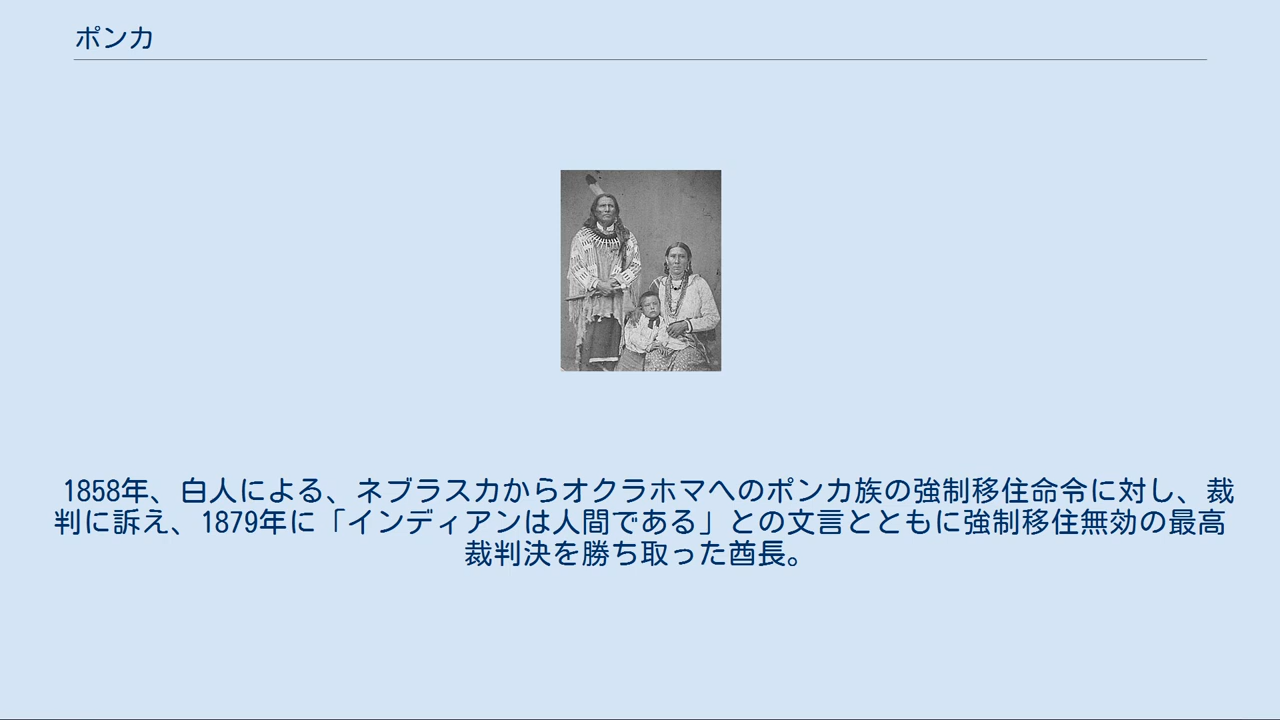 ポンカ
1858年、白人による、ネブラスカからオクラホマへのポンカ族の強制移住命令に対し、裁
判に訴え、1879年に「インディアンは人間である」との文言とともに強制移住無効の最高
裁判決を勝ち取った酋長。